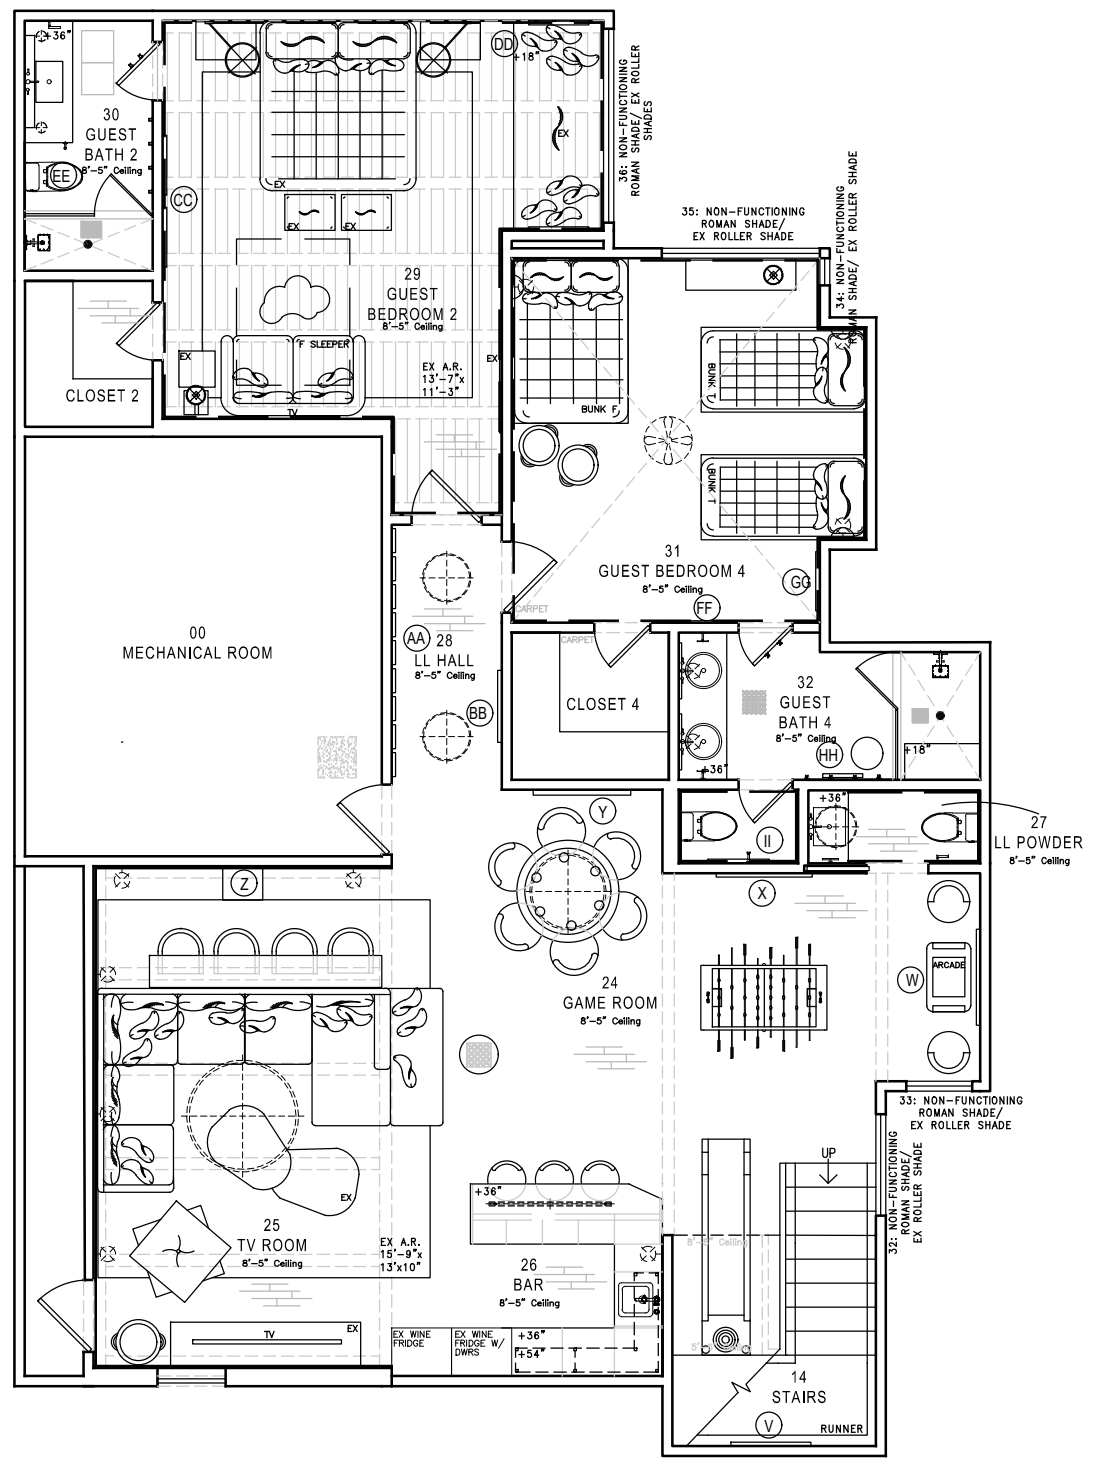 +36"
30
GUEST
BATH 2
8'-5" Ceiling
EE
CC
DD
+18"
EX
EX
EX
EX
36: NON-FUNCTIONING
ROMAN SHADE/ EX ROLLER
SHADES
29
GUEST
BEDROOM 2
8'-5" Ceiling
F SLEEPER
EX
TV
EX
EX A.R.
13'-7"x
11'-3"
CLOSET 2
35: NON-FUNCTIONING
ROMAN SHADE/
EX ROLLER SHADE
34: NON-FUNCTIONING
ROMAN SHADE/ EX ROLLER SHADE
BUNK F
BUNK T
BUNK T
31
GUEST BEDROOM 4
8'-5" Ceiling
GG
FF
CARPET
CARPET
00
MECHANICAL ROOM
AA
28
LL HALL
8'-5" Ceiling
BB
CLOSET 4
32
GUEST
BATH 4
8'-5" Ceiling
HH
+36"
+18"
II
+36"
27
LL POWDER
8'-5" Ceiling
Y
Z
X
W
ARCADE
24
GAME ROOM
8'-5" Ceiling
33: NON-FUNCTIONING
ROMAN SHADE/
EX ROLLER SHADE
32: NON-FUNCTIONING
ROMAN SHADE/
EX ROLLER SHADE
UP
EX
25
TV ROOM
8'-5" Ceiling
EX A.R.
15'-9"x
13'x10"
TV
EX
+36"
26
BAR
8'-5" Ceiling
EX WINE
FRIDGE
EX WINE
FRIDGE W/
DWRS
+36"
+54"
8'-5" Ceiling
14
STAIRS
RUNNER
V